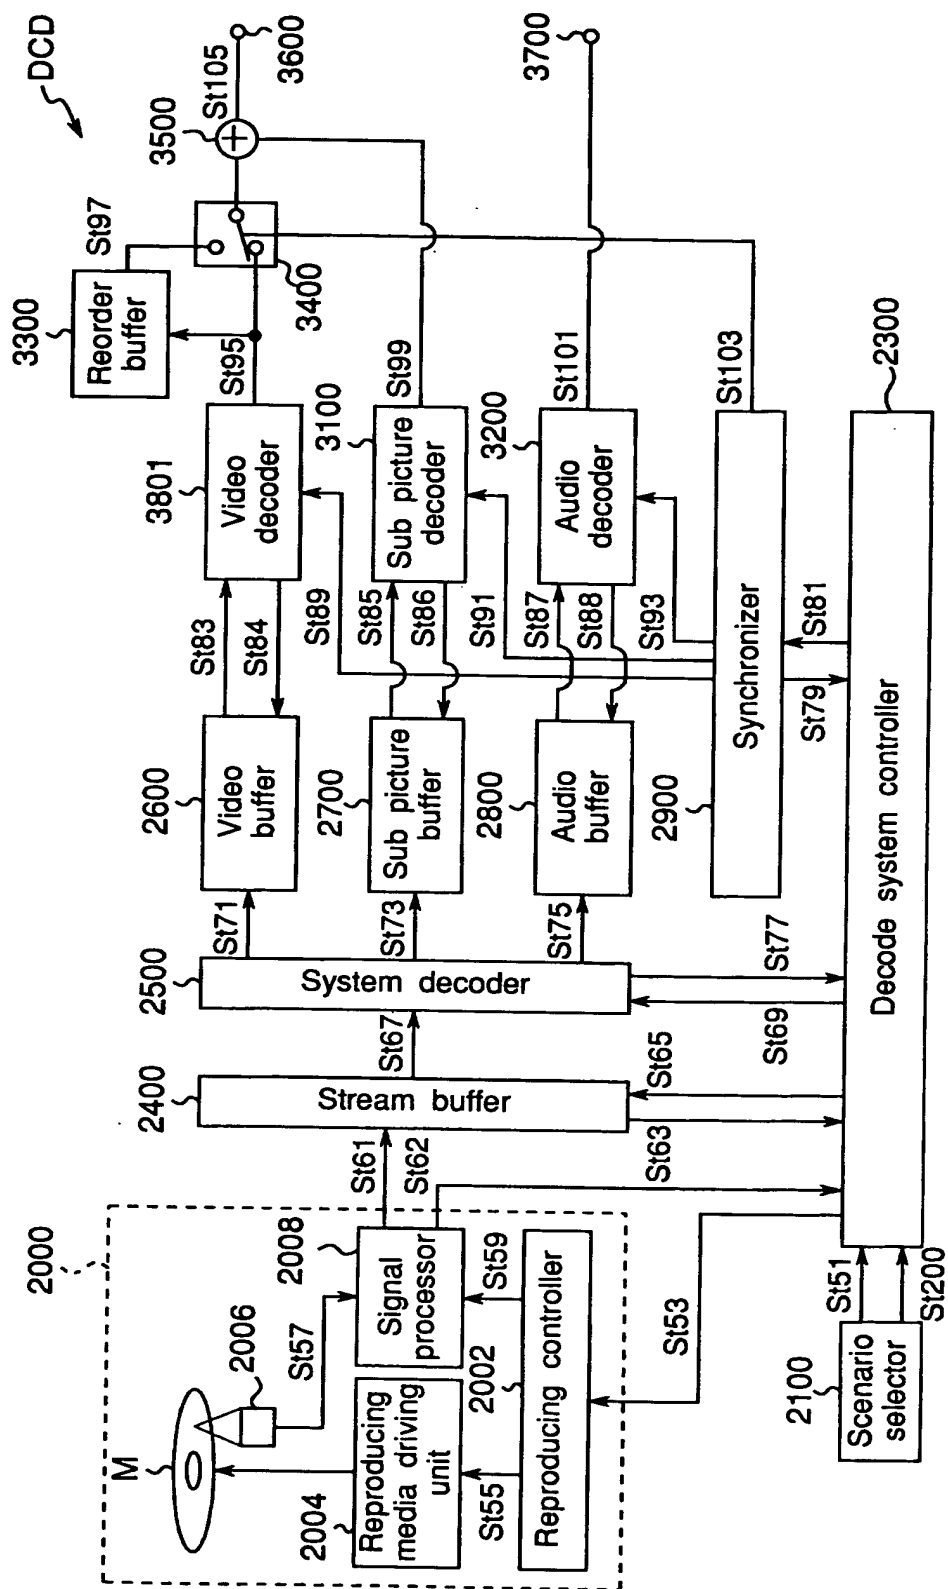 DCD
2000
M
2006
St57
2004
Reproducing
media driving
unit
St55
2008
Signal
processor
2002
St59
Reproducing controller
St53
2100
Scenario
selector
St51
St200
St61
St62
2400
Stream buffer
St63
St65
St67
2500
System decoder
St69
St77
St71
St73
St75
2600
Video
buffer
2700
Sub picture
buffer
2800
Audio
buffer
2900
Synchronizer
St83
St84
St89
St85
St86
St91
St87
St88
St93
St79
St81
3801
Video
decoder
3100
Sub picture
decoder
3200
Audio
decoder
2300
Decode system controller
3300
Reorder
buffer
St95
St97
3400
St99
St101
St103
3500
St105
3600
3700